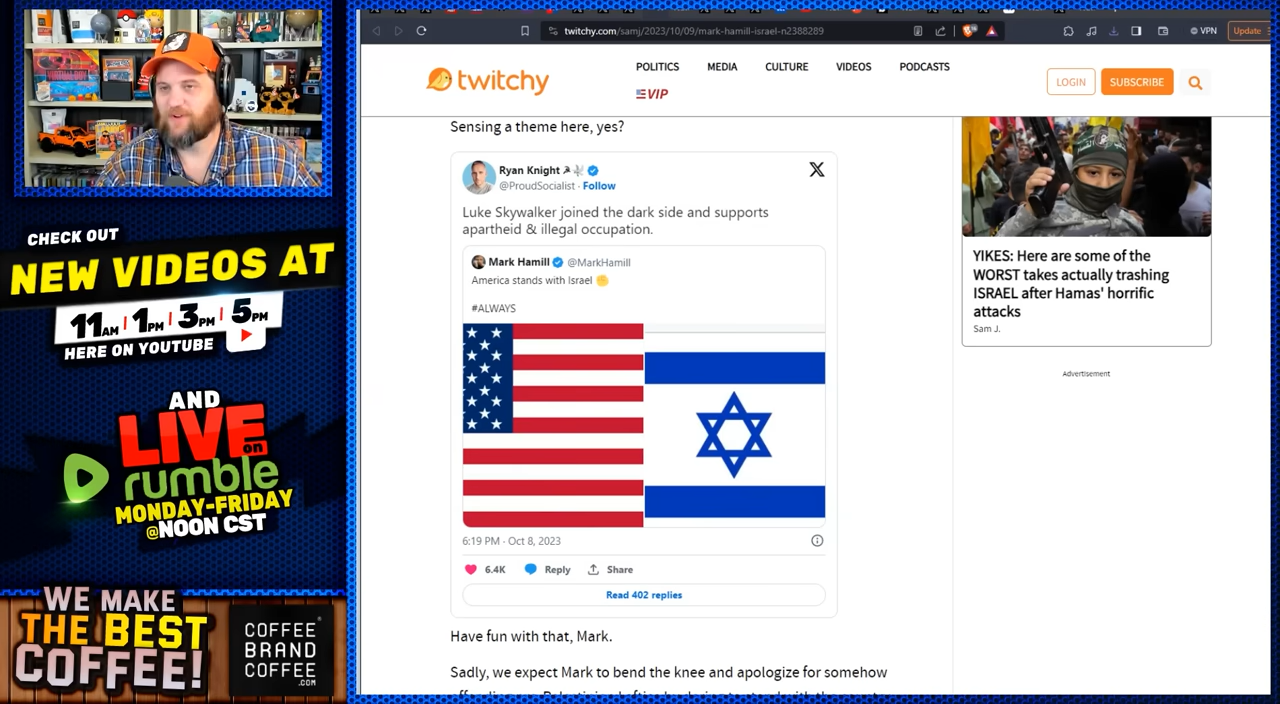 CHECK OUT
NEW VIDEOS AT
11AM | 1PM | 3PM | 5PM
HERE ON YOUTUBE
AND
LIVE on
rumble
MONDAY-FRIDAY
@NOON CST
WE MAKE
THE BEST
COFFEE!
COFFEE
BRAND
COFFEE
.COM
twitchy.com/samj/2023/10/09/mark-hamill-israel-n2388289
VPN
Update
twitchy
POLITICS
MEDIA
CULTURE
VIDEOS
PODCASTS
VIP
LOGIN
SUBSCRIBE
Sensing a theme here, yes?
Ryan Knight
@ProudSocialist · Follow
Luke Skywalker joined the dark side and supports
apartheid & illegal occupation.
Mark Hamill @MarkHamill
America stands with Israel
#ALWAYS
6:19 PM · Oct 8, 2023
6.4K Reply Share
Read 402 replies
Have fun with that, Mark.
Sadly, we expect Mark to bend the knee and apologize for somehow
YIKES: Here are some of the
WORST takes actually trashing
ISRAEL after Hamas' horrific
attacks
Sam J.
Advertisement